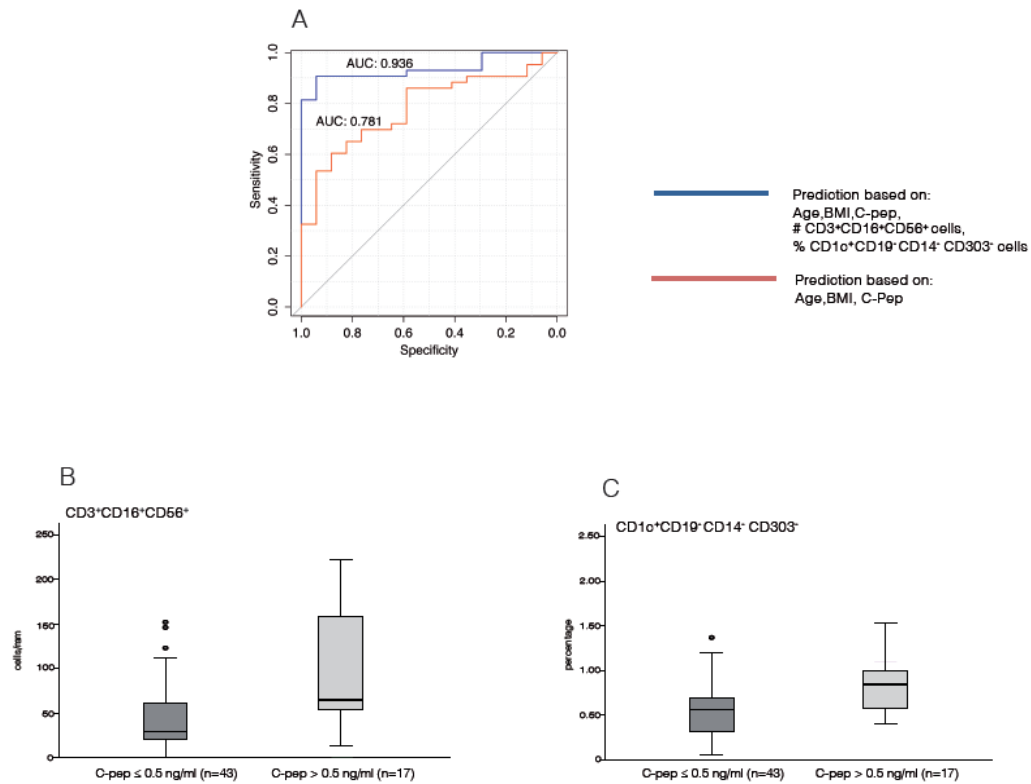 A
AUC: 0.936
AUC: 0.781
1.0
0.8
0.6
0.4
0.2
0.0
Sensitivity
1.0 0.8 0.6 0.4 0.2 0.0
Specificity
Prediction based on:
Age,BMI,C-pep,
# CD3⁺CD16⁺CD56⁺ cells,
% CD1c⁺CD19⁻CD14⁻ CD303⁻ cells
Prediction based on:
Age,BMI, C-Pep
B
CD3⁺CD16⁺CD56⁺
250
200
150
100
50
0
cells/mm
C-pep ≤ 0.5 ng/ml (n=43) C-pep > 0.5 ng/ml (n=17)
C
CD1c⁺CD19⁻CD14⁻ CD303⁻
2.50
2.00
1.50
1.00
0.50
0
percentage
C-pep ≤ 0.5 ng/ml (n=43) C-pep > 0.5 ng/ml (n=17)